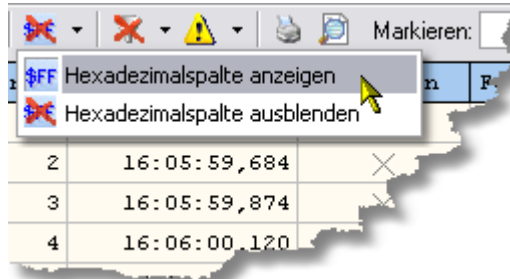 Markieren:
$FF Hexadezimalspalte anzeigen
Hexadezimalspalte ausblenden
2 16:05:59,684
3 16:05:59,874
4 16:06:00,120